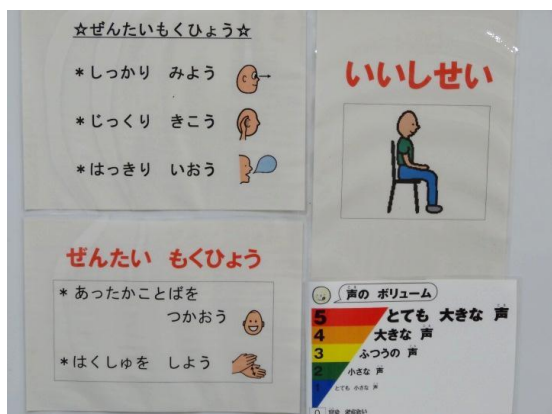 ☆ぜんたいもくひょう☆
＊しっかり　みよう
＊じっくり　きこう
＊はっきり　いおう
いいしせい
ぜんたい　もくひょう
＊あったかことばを
つかおう
＊はくしゅを　しよう
声の　ボリューム
5　とても　大きな　声
4　大きな　声
3　ふつうの　声
2　小さな　声
1　とても　小さな　声
0